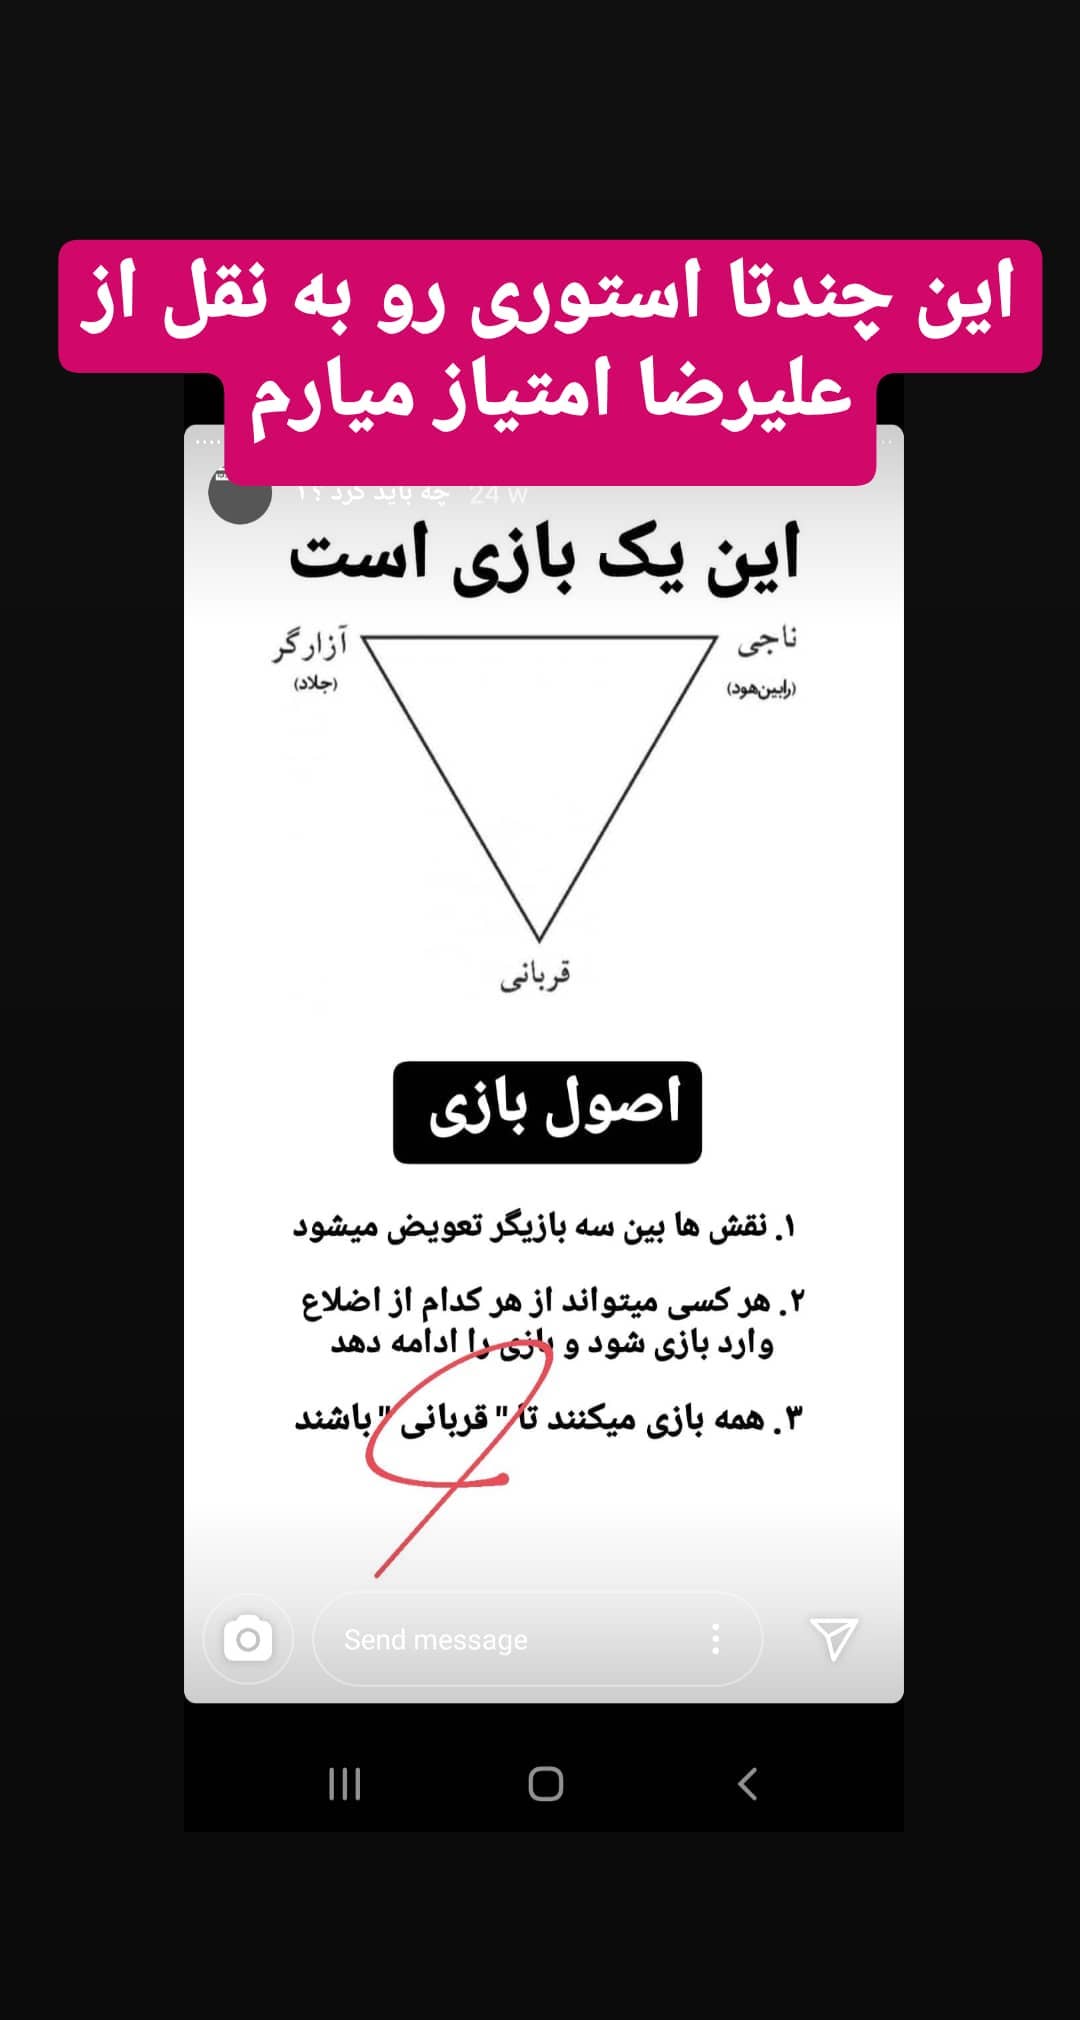 این چندتا استوری رو به نقل از
علیرضا امتیاز میارم
چه باید کرد ؟! 24 w
این یک بازی است
ناجی
آزارگر
(رابین‌هود)
(جلاد)
قربانی
اصول بازی
۱. نقش ها بین سه بازیگر تعویض میشود
۲. هر کسی میتواند از هر کدام از اضلاع
وارد بازی شود و بازی را ادامه دهد
۳. همه بازی میکنند تا " قربانی " باشند
Send message